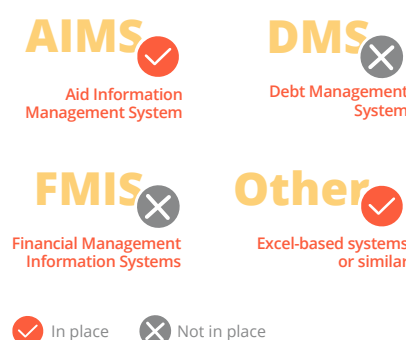 AIMS
Aid Information
Management System
DMS
Debt Management
System
FMIS
Financial Management
Information Systems
Other
Excel-based systems
or similar
In place
Not in place